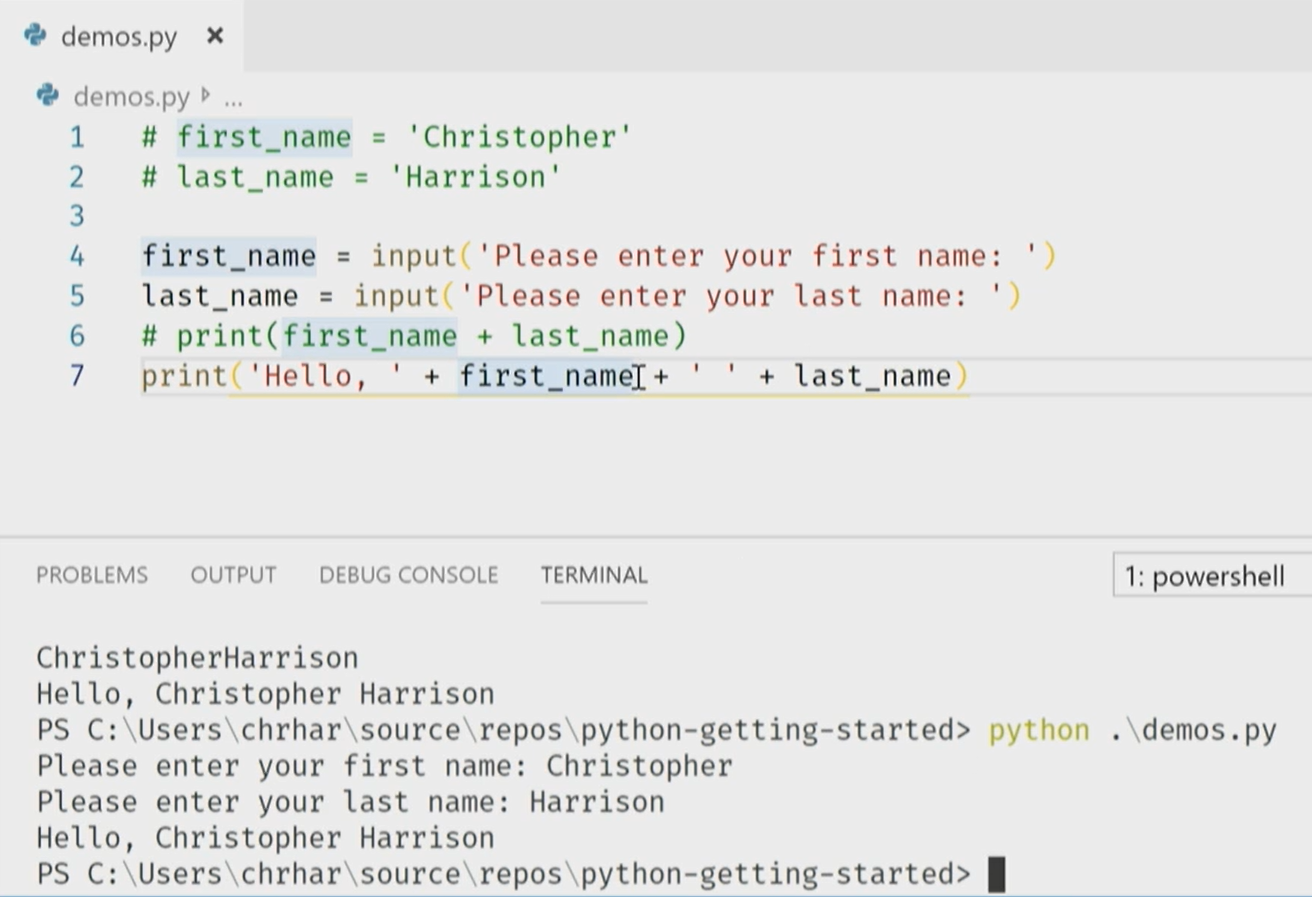 demos.py ×
demos.py ...
1 # first_name = 'Christopher'
2 # last_name = 'Harrison'
3
4 first_name = input('Please enter your first name: ')
5 last_name = input('Please enter your last name: ')
6 # print(first_name + last_name)
7 print('Hello, ' + first_name + ' ' + last_name)
PROBLEMS OUTPUT DEBUG CONSOLE TERMINAL 1: powershell
ChristopherHarrison
Hello, Christopher Harrison
PS C:\Users\chrhar\source\repos\python-getting-started> python .\demos.py
Please enter your first name: Christopher
Please enter your last name: Harrison
Hello, Christopher Harrison
PS C:\Users\chrhar\source\repos\python-getting-started>